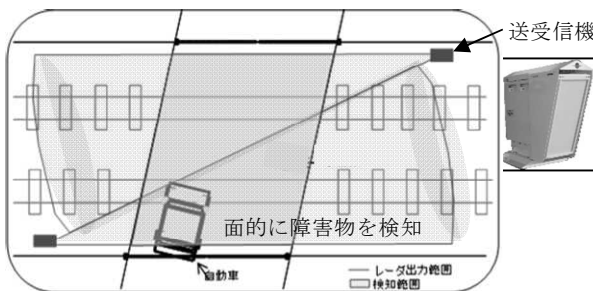 送受信機
面的に障害物を検知
自動車
レーダ出力範囲
検知範囲